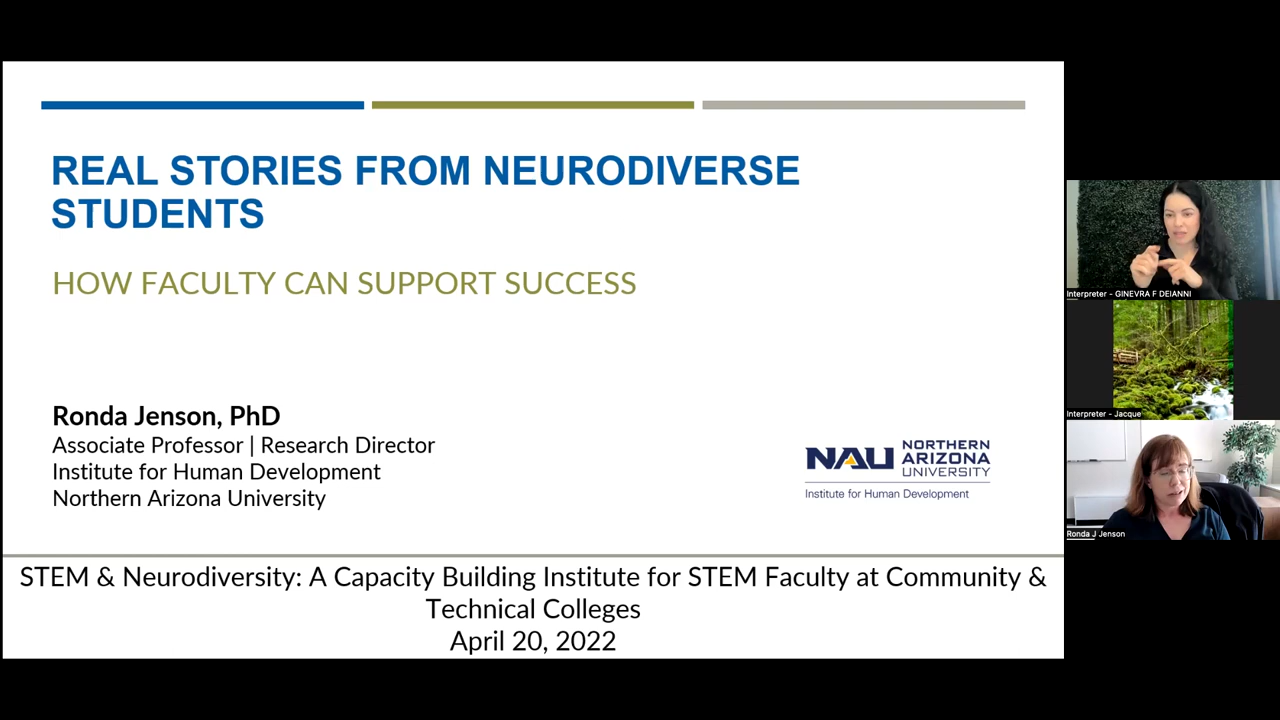 REAL STORIES FROM NEURODIVERSE
STUDENTS
HOW FACULTY CAN SUPPORT SUCCESS
Ronda Jenson, PhD
Associate Professor | Research Director
Institute for Human Development
Northern Arizona University
NAU NORTHERN
ARIZONA
UNIVERSITY
Institute for Human Development
STEM & Neurodiversity: A Capacity Building Institute for STEM Faculty at Community &
Technical Colleges
April 20, 2022
Interpreter - GINEVRA F DEIANNI
Interpreter - Jacque
Ronda J Jenson